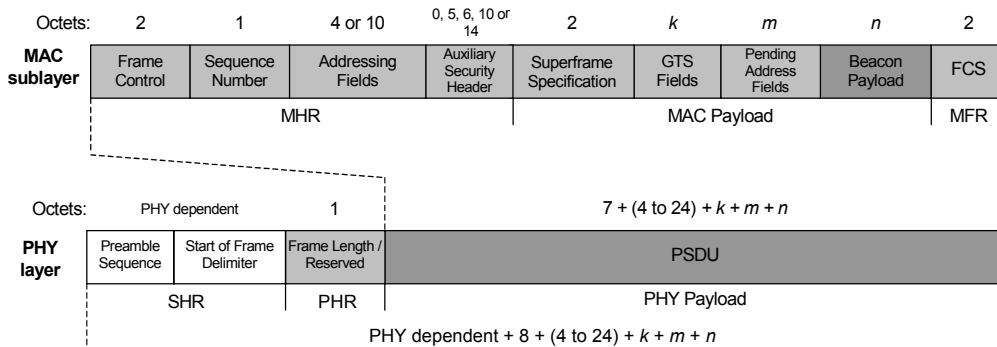 Octets: 2 1 4 or 10 0, 5, 6, 10 or 14 2 k m n 2
MAC sublayer
Frame Control
Sequence Number
Addressing Fields
Auxiliary Security Header
Superframe Specification
GTS Fields
Pending Address Fields
Beacon Payload
FCS
MHR MAC Payload MFR
Octets: PHY dependent 1 7 + (4 to 24) + k + m + n
PHY layer
Preamble Sequence
Start of Frame Delimiter
Frame Length / Reserved
PSDU
SHR PHR PHY Payload
PHY dependent + 8 + (4 to 24) + k + m + n